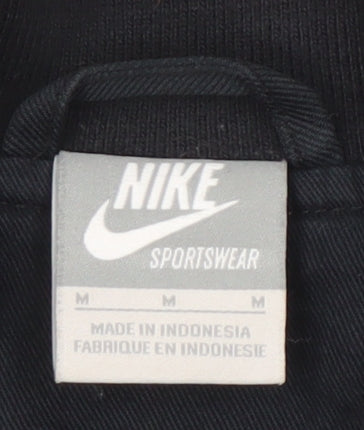 NIKE
SPORTSWEAR
M M M
MADE IN INDONESIA
FABRIQUE EN INDONESIE